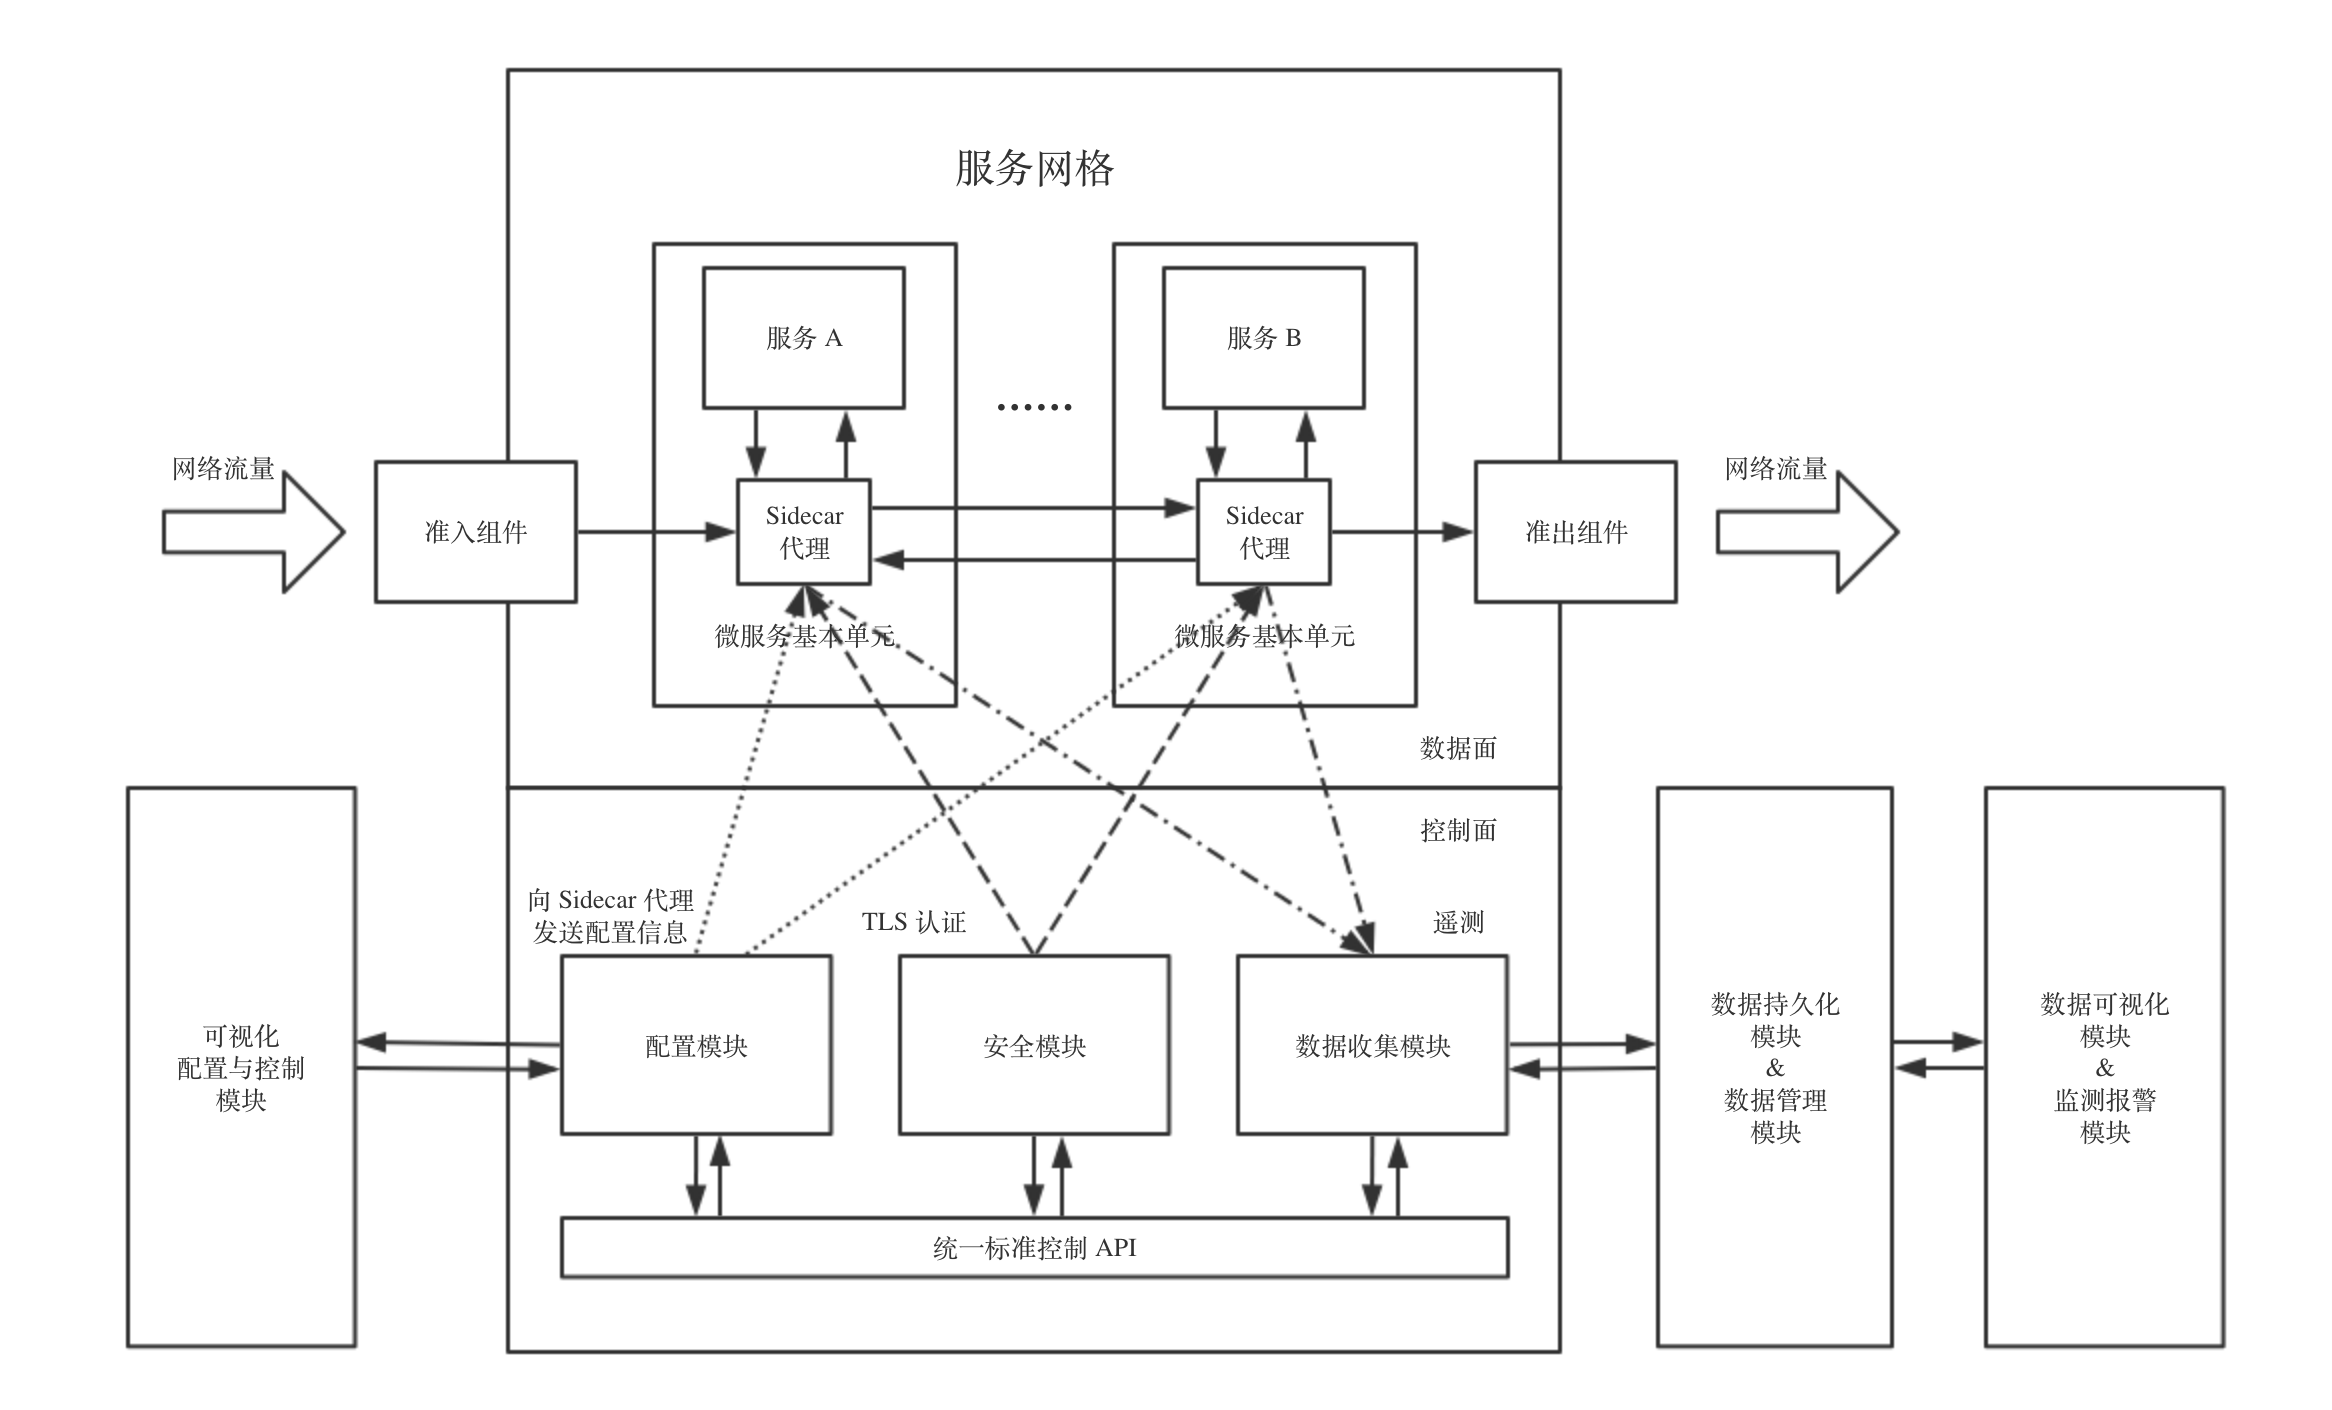 服务网格
服务 A
服务 B
……
网络流量
网络流量
准入组件
Sidecar
代理
Sidecar
代理
准出组件
微服务基本单元
微服务基本单元
数据面
控制面
向 Sidecar 代理
发送配置信息
TLS 认证
遥测
可视化
配置与控制
模块
配置模块
安全模块
数据收集模块
数据持久化
模块
&
数据管理
模块
数据可视化
模块
&
监测报警
模块
统一标准控制 API